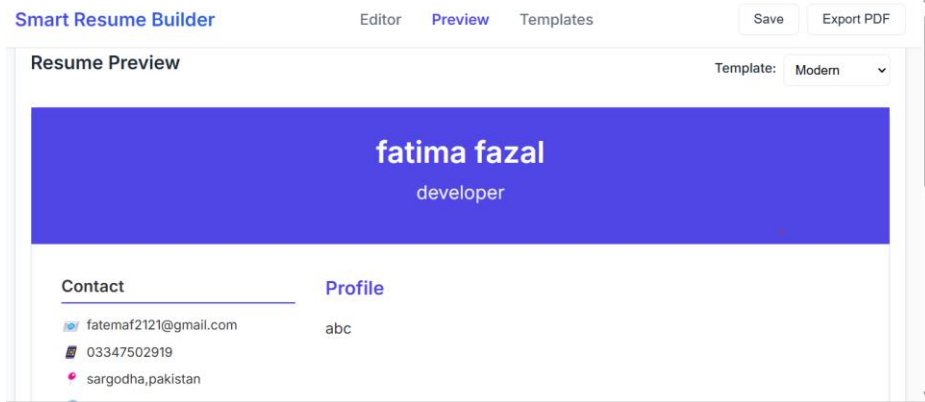 Smart Resume Builder
Editor Preview Templates
Save Export PDF
Resume Preview
Template: Modern
fatima fazal
developer
Contact
fatemaf2121@gmail.com
03347502919
sargodha,pakistan
Profile
abc